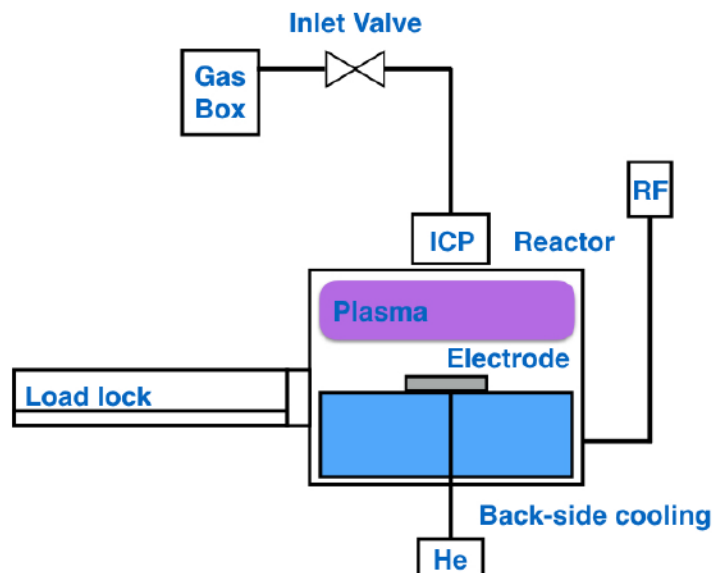 Inlet Valve
Gas
Box
RF
ICP
Reactor
Plasma
Electrode
Load lock
Back-side cooling
He